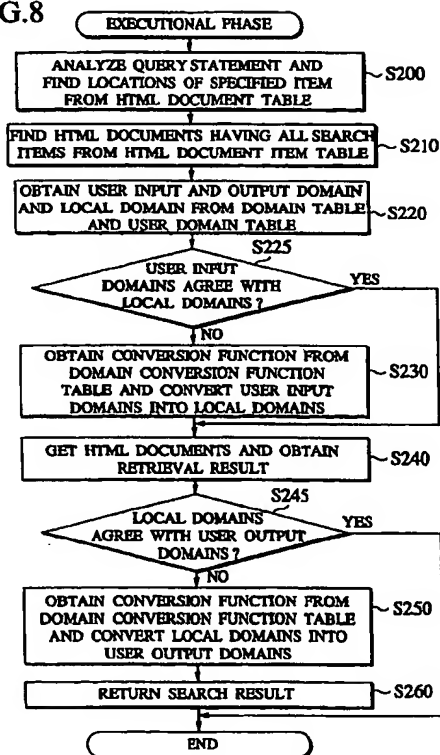 G.8
EXECUTIONAL PHASE
ANALYZE QUERY STATEMENT AND
FIND LOCATIONS OF SPECIFIED ITEM
FROM HTML DOCUMENT TABLE
S200
FIND HTML DOCUMENTS HAVING ALL SEARCH
ITEMS FROM HTML DOCUMENT ITEM TABLE
S210
OBTAIN USER INPUT AND OUTPUT DOMAIN
AND LOCAL DOMAIN FROM DOMAIN TABLE
AND USER DOMAIN TABLE
S220
S225
USER INPUT
DOMAINS AGREE WITH
LOCAL DOMAINS ?
YES
NO
OBTAIN CONVERSION FUNCTION FROM
DOMAIN CONVERSION FUNCTION
TABLE AND CONVERT USER INPUT
DOMAINS INTO LOCAL DOMAINS
S230
GET HTML DOCUMENTS AND OBTAIN
RETRIEVAL RESULT
S240
S245
LOCAL DOMAINS
AGREE WITH USER OUTPUT
DOMAINS ?
YES
NO
OBTAIN CONVERSION FUNCTION FROM
DOMAIN CONVERSION FUNCTION TABLE
AND CONVERT LOCAL DOMAINS INTO
USER OUTPUT DOMAINS
S250
RETURN SEARCH RESULT
S260
END